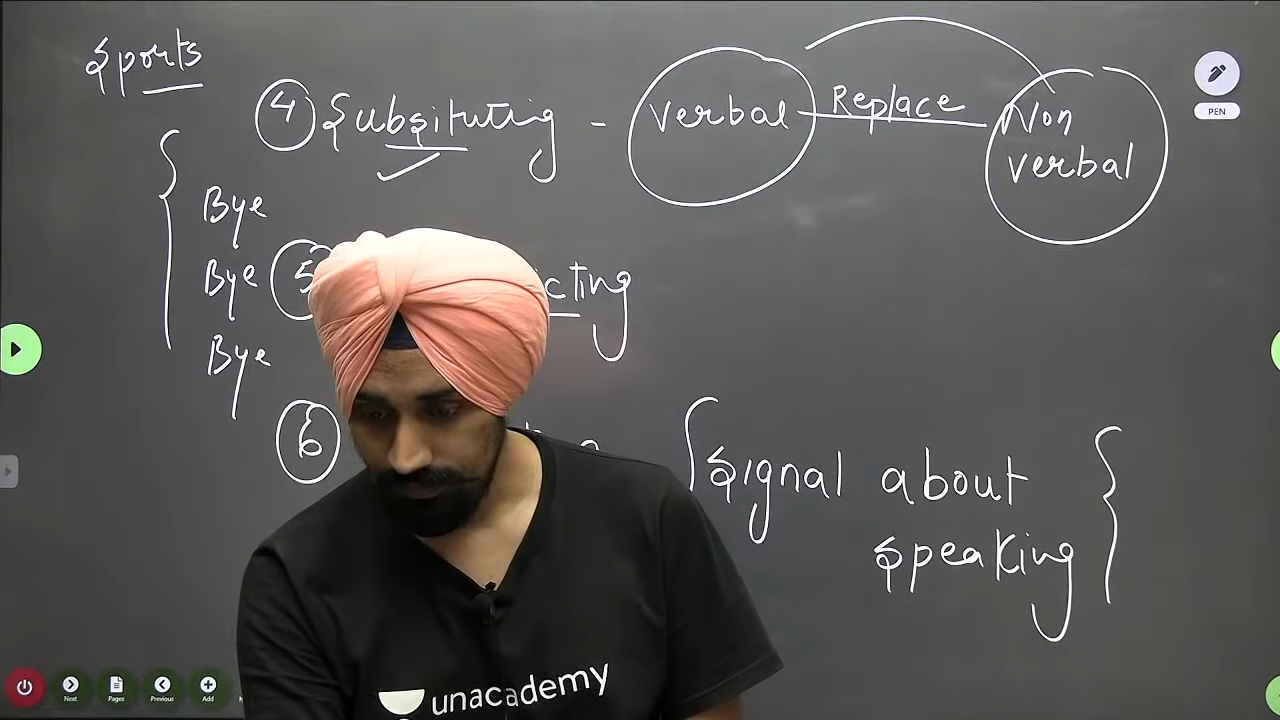 Sports
④ Subsituting - verbal Replace Non
verbal
Bye
Bye ⑤ cting
Bye
⑥
Signal about
speaking
unacademy
PEN
Next Pages Previous Add